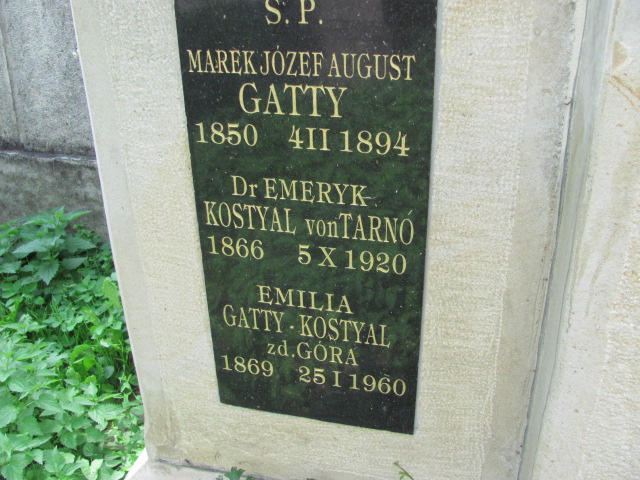 Ś. P.
MAREK JÓZEF AUGUST
GATTY
1850 4 II 1894
Dr EMERYK
KOSTYAL von TARNÓ
1866 5 X 1920
EMILIA
GATTY - KOSTYAL
zd. GÓRA
1869 25 I 1960